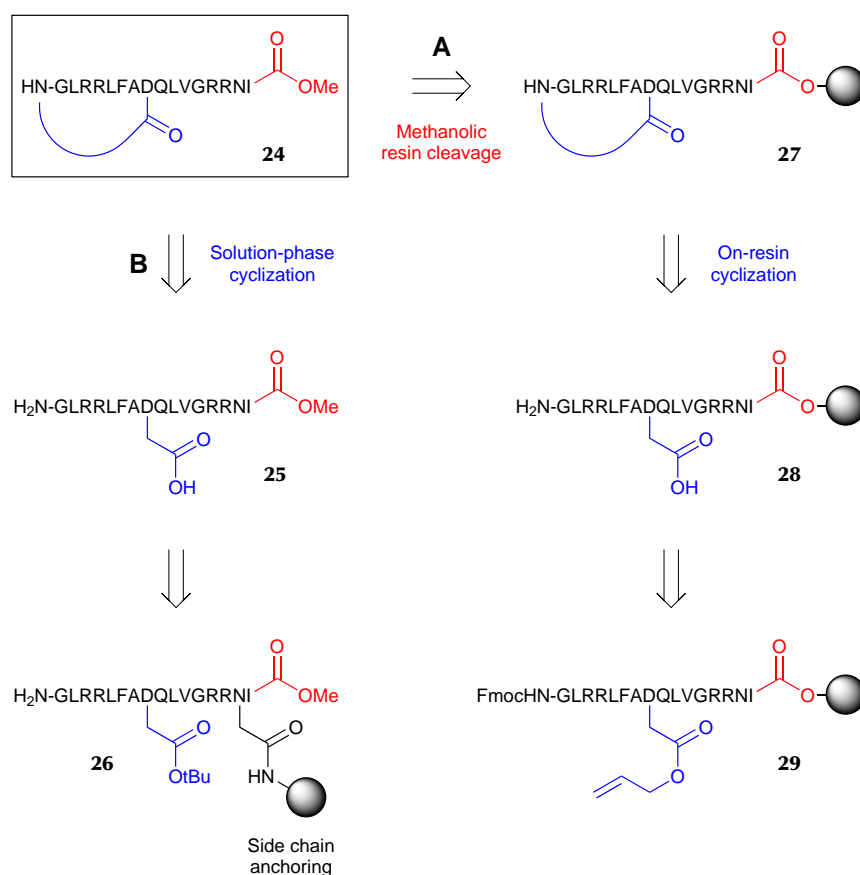 A
HN-GLRRLFADQLVGRRNI
O
OMe
O
24
Methanolic
resin cleavage
HN-GLRRLFADQLVGRRNI
O
O
O
27
B
Solution-phase
cyclization
On-resin
cyclization
H2N-GLRRLFADQLVGRRNI
O
OMe
O
OH
25
H2N-GLRRLFADQLVGRRNI
O
O
O
OH
28
H2N-GLRRLFADQLVGRRNI
O
OMe
O
OtBu
O
HN
26
Side chain
anchoring
FmocHN-GLRRLFADQLVGRRNI
O
O
O
O
29